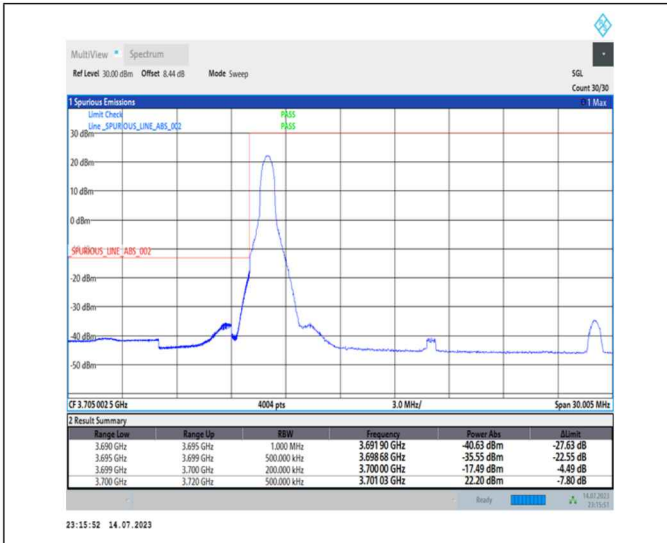 MultiView Spectrum
Ref Level 30.00 dBm Offset 8.44 dB Mode Sweep SGL
Count 30/30
1 Spurious Emissions 1 Max
Limit Check PASS
Line _SPURIOUS_LINE_ABS_002 PASS
30 dBm
20 dBm
10 dBm
0 dBm
_SPURIOUS_LINE_ABS_002
-20 dBm
-30 dBm
-40 dBm
-50 dBm
CF 3.705 002 5 GHz 4004 pts 3.0 MHz/ Span 30.005 MHz
2 Result Summary
Range Low Range Up RBW Frequency Power Abs ΔLimit
3.690 GHz 3.695 GHz 1.000 MHz 3.691 90 GHz -40.63 dBm -27.63 dB
3.695 GHz 3.699 GHz 500.000 kHz 3.698 68 GHz -35.55 dBm -22.55 dB
3.699 GHz 3.700 GHz 200.000 kHz 3.700 00 GHz -17.49 dBm -4.49 dB
3.700 GHz 3.720 GHz 500.000 kHz 3.701 03 GHz 22.20 dBm -7.80 dB
Ready 14.07.2023
23:15:51
23:15:52 14.07.2023